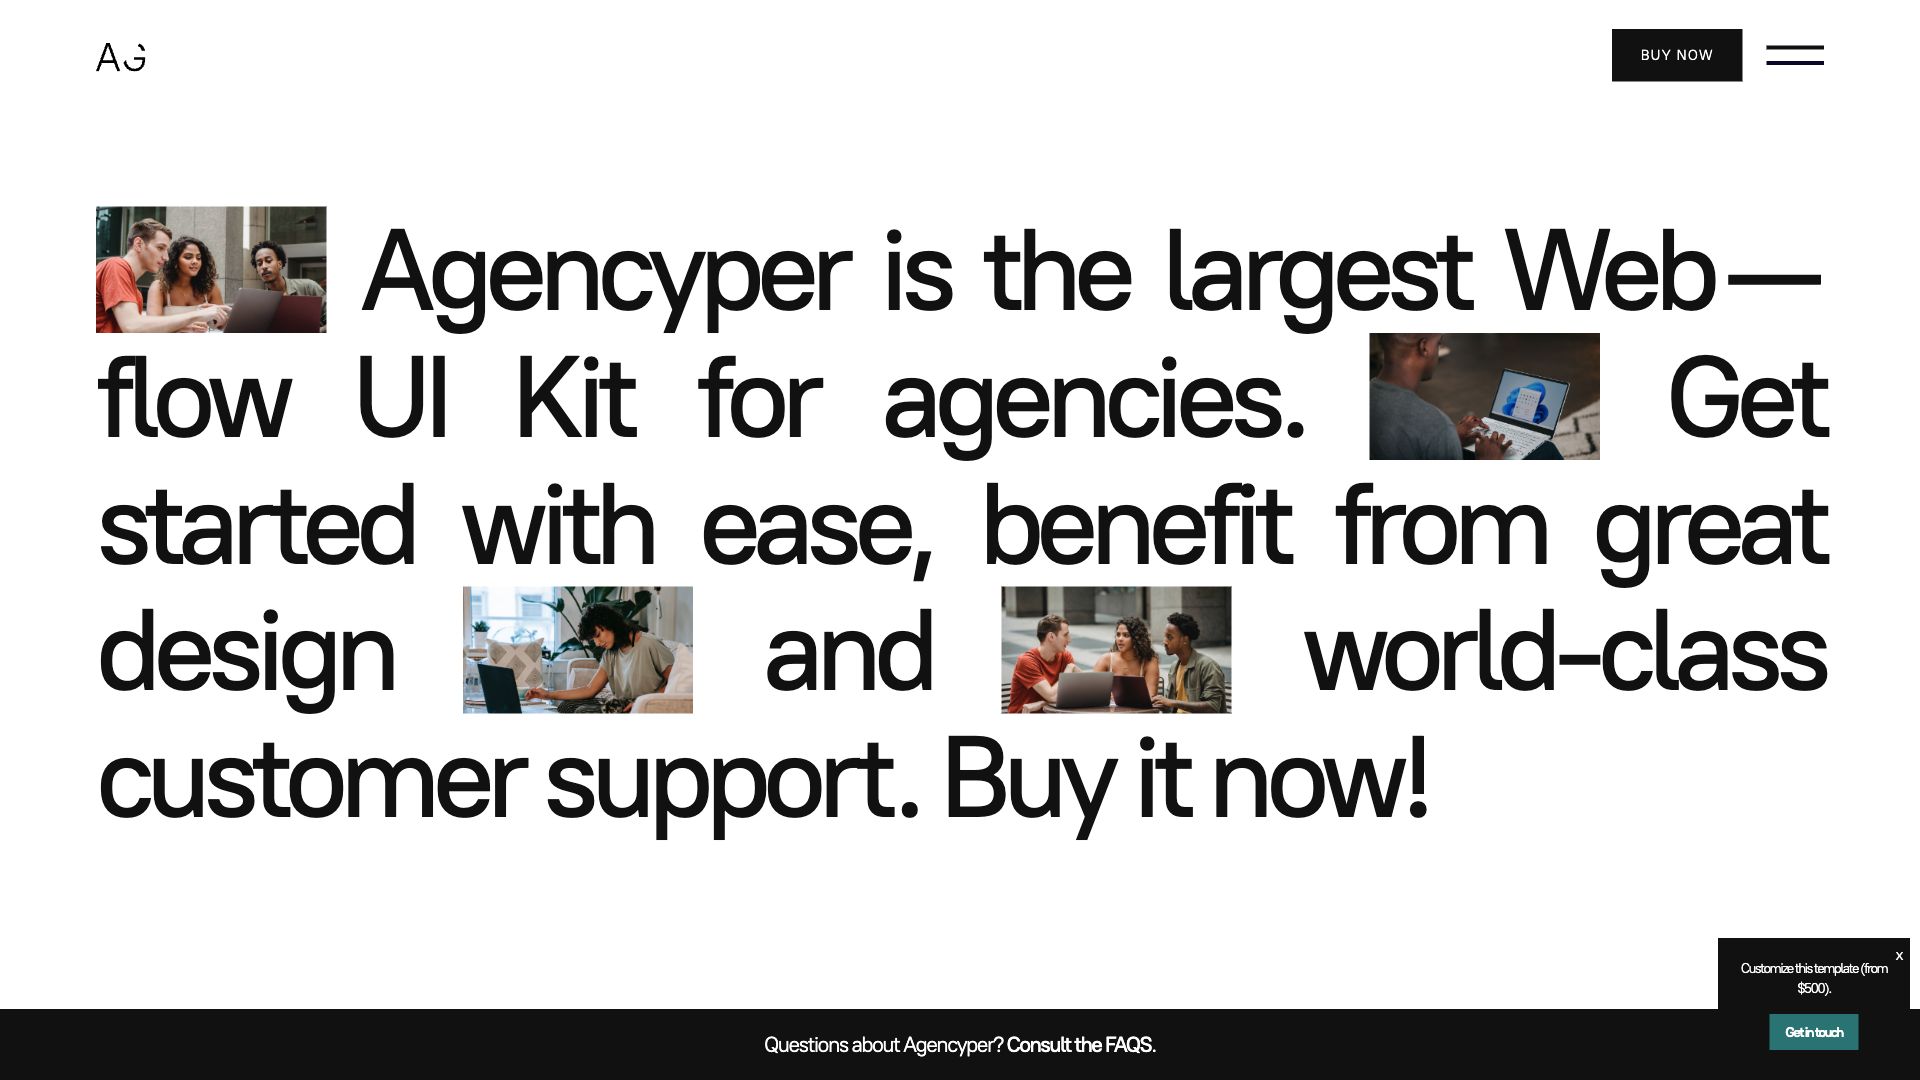 AG
BUY NOW
Agencyper is the largest Web—
flow UI Kit for agencies. Get
started with ease, benefit from great
design and world-class
customer support. Buy it now!
x
Customize this template (from
$500).
Get in touch
Questions about Agencyper? Consult the FAQS.